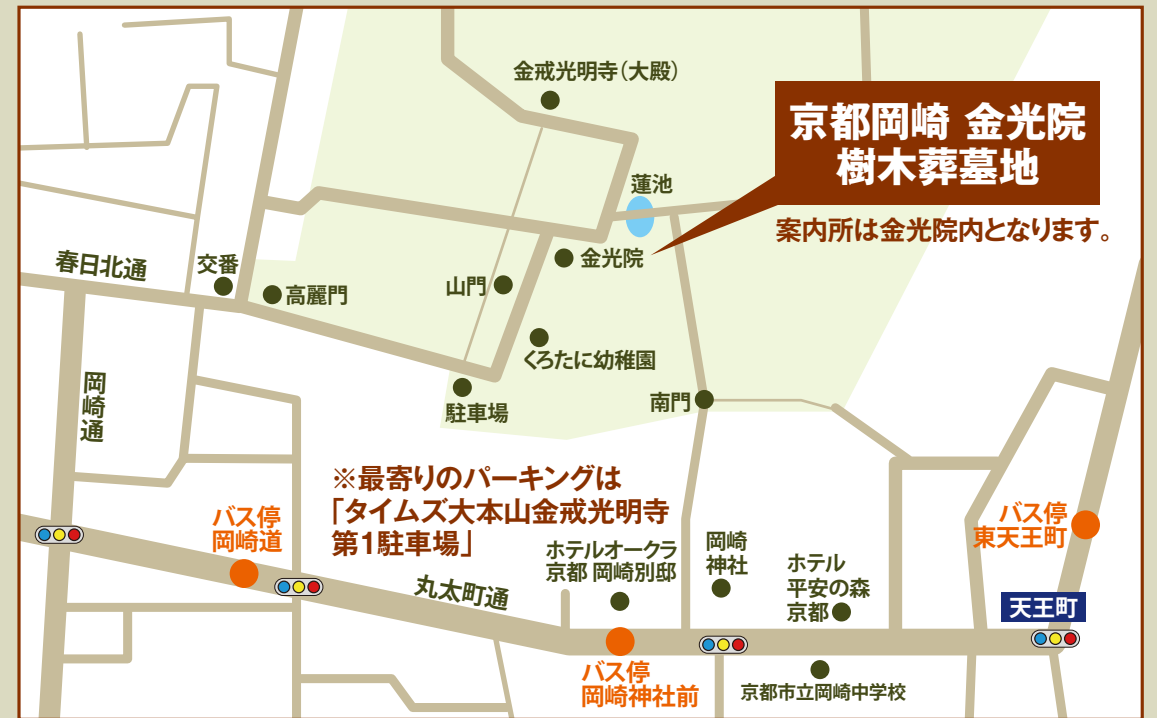 金戒光明寺（大殿）
京都岡崎 金光院
樹木葬墓地
蓮池
案内所は金光院内となります。
春日北通
交番
金光院
山門
高麗門
くろたに幼稚園
岡崎通
駐車場
南門
※最寄りのパーキングは
「タイムズ大本山金戒光明寺
第1駐車場」
バス停
岡崎道
バス停
東天王町
ホテルオークラ
京都 岡崎別邸
岡崎
神社
ホテル
平安の森
京都
丸太町通
天王町
バス停
岡崎神社前
京都市立岡崎中学校